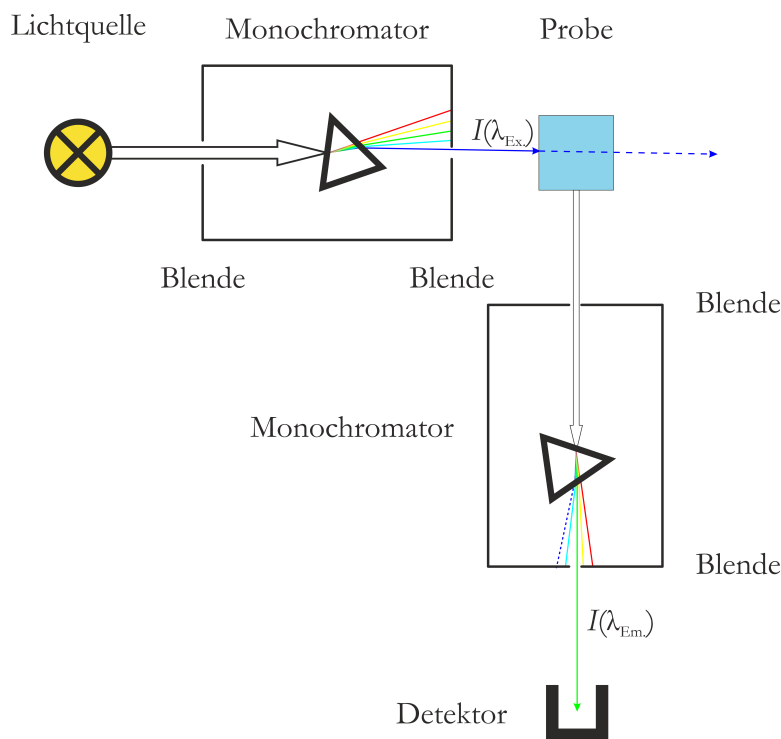 Lichtquelle
Monochromator
Probe
I(λEx.)
Blende
Blende
Blende
Monochromator
Blende
I(λEm.)
Detektor